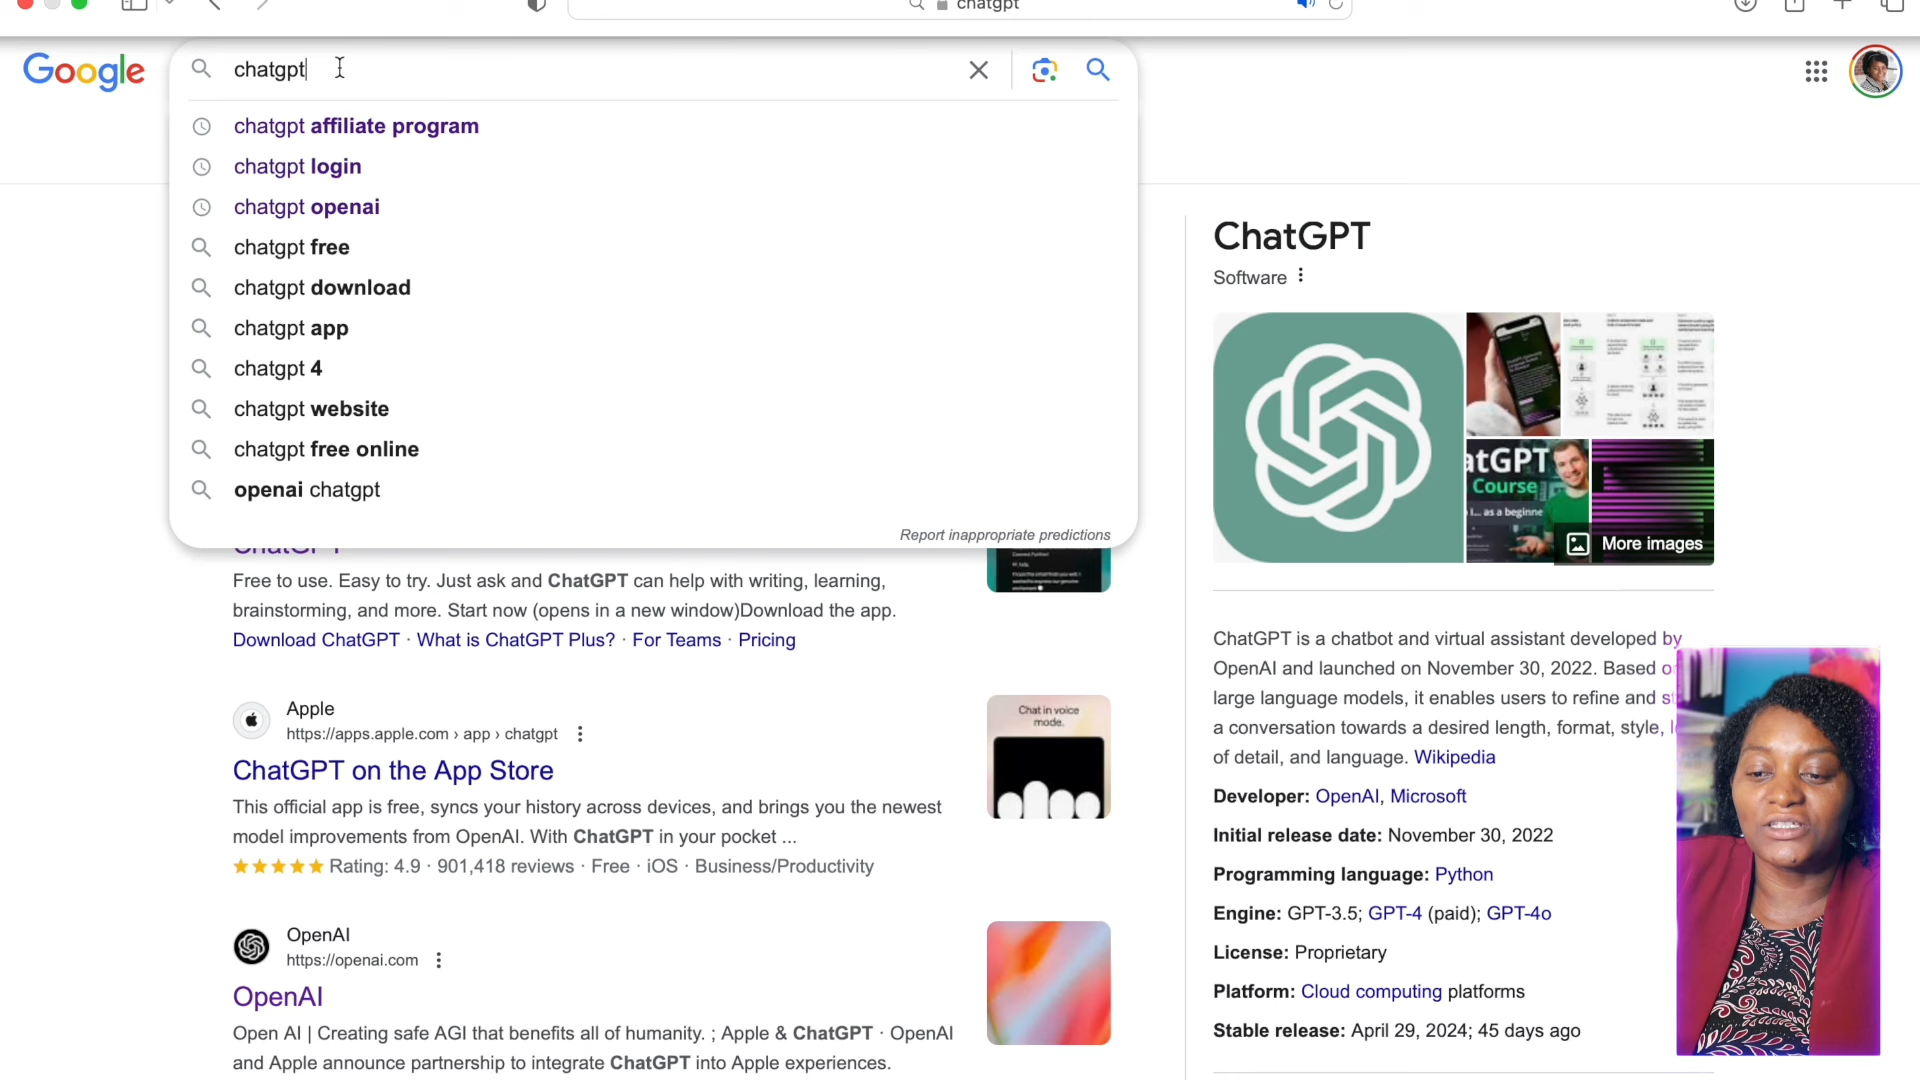 chatgpt
Google
chatgpt
chatgpt affiliate program
chatgpt login
chatgpt openai
chatgpt free
chatgpt download
chatgpt app
chatgpt 4
chatgpt website
chatgpt free online
openai chatgpt
Report inappropriate predictions
ChatGPT
Free to use. Easy to try. Just ask and ChatGPT can help with writing, learning,
brainstorming, and more. Start now (opens in a new window)Download the app.
Download ChatGPT · What is ChatGPT Plus? · For Teams · Pricing
Apple
https://apps.apple.com › app › chatgpt
ChatGPT on the App Store
This official app is free, syncs your history across devices, and brings you the newest
model improvements from OpenAI. With ChatGPT in your pocket ...
Rating: 4.9 · 901,418 reviews · Free · iOS · Business/Productivity
Chat in voice
mode.
OpenAI
https://openai.com
OpenAI
Open AI | Creating safe AGI that benefits all of humanity. ; Apple & ChatGPT · OpenAI
and Apple announce partnership to integrate ChatGPT into Apple experiences.
ChatGPT
Software
atGPT
Course
as a beginne
More images
ChatGPT is a chatbot and virtual assistant developed by
OpenAI and launched on November 30, 2022. Based
large language models, it enables users to refine and
a conversation towards a desired length, format, style,
of detail, and language. Wikipedia
Developer: OpenAI, Microsoft
Initial release date: November 30, 2022
Programming language: Python
Engine: GPT-3.5; GPT-4 (paid); GPT-4o
License: Proprietary
Platform: Cloud computing platforms
Stable release: April 29, 2024; 45 days ago